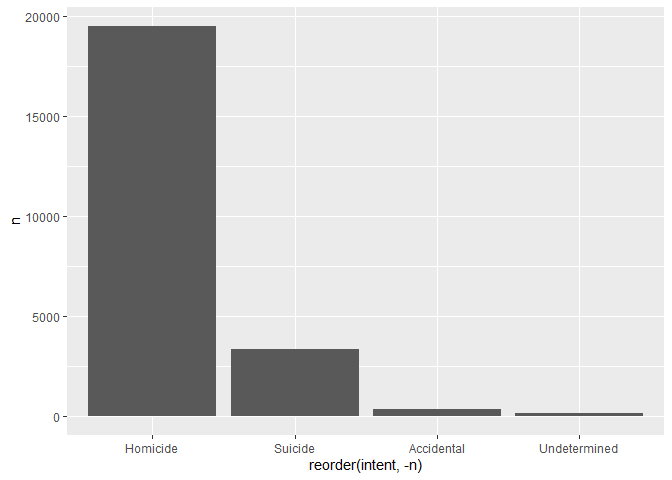 20000
15000
10000
5000
0
n
Homicide Suicide Accidental Undetermined
reorder(intent, -n)